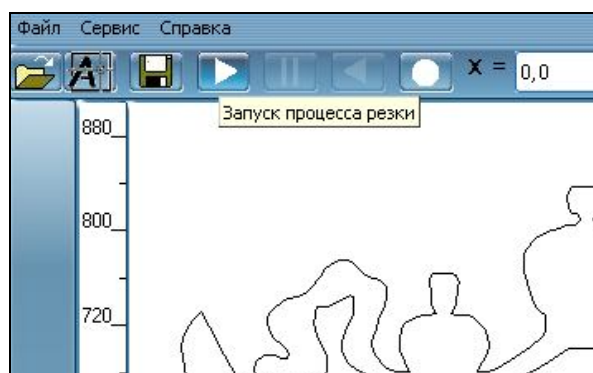 Файл Сервис Справка
A X = 0,0
Запуск процесса резки
880
800
720